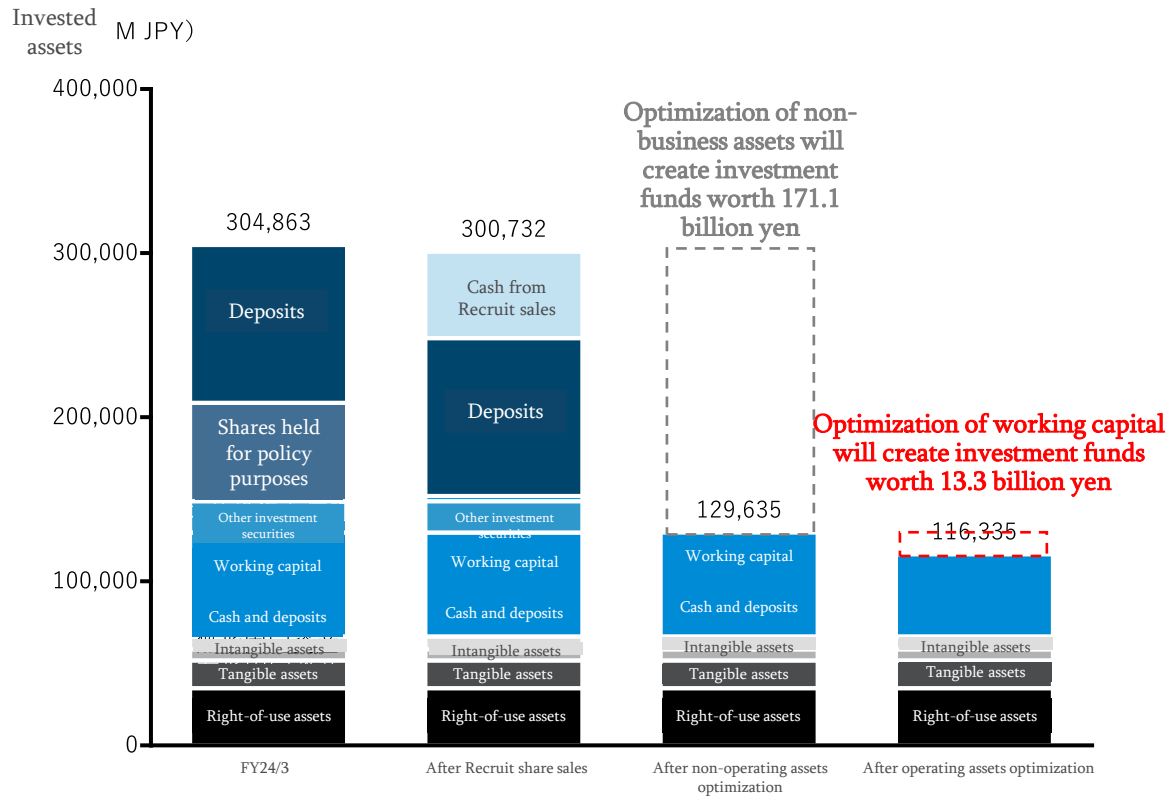 Invested
assets
M JPY)
400,000
300,000
200,000
100,000
0
304,863
Deposits
Shares held
for policy
purposes
Other investment
securities
Working capital
Cash and deposits
Intangible assets
Tangible assets
Right-of-use assets
FY24/3
300,732
Cash from
Recruit sales
Deposits
Other investment
securities
Working capital
Cash and deposits
Intangible assets
Tangible assets
Right-of-use assets
After Recruit share sales
Optimization of non-
business assets will
create investment
funds worth 171.1
billion yen
129,635
Working capital
Cash and deposits
Intangible assets
Tangible assets
Right-of-use assets
After non-operating assets
optimization
Optimization of working capital
will create investment funds
worth 13.3 billion yen
116,335
Intangible assets
Tangible assets
Right-of-use assets
After operating assets optimization